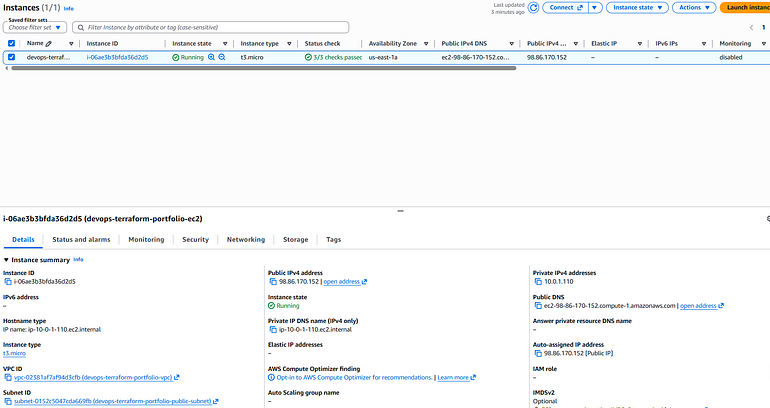 Instances (1/1) Info
Last updated 3 minutes ago
Connect
Instance state
Actions
Launch instanc
Saved filter sets
Choose filter set
Find Instance by attribute or tag (case-sensitive)
1
Name Instance ID Instance state Instance type Status check Availability Zone Public IPv4 DNS Public IPv4 ... Elastic IP IPv6 IPs Monitoring
devops-terraf... i-06ae3b3bfda36d2d5 Running t3.micro 3/3 checks passed us-east-1a ec2-98-86-170-152.co... 98.86.170.152 – – disabled
i-06ae3b3bfda36d2d5 (devops-terraform-portfolio-ec2)
Details Status and alarms Monitoring Security Networking Storage Tags
Instance summary Info
Instance ID
i-06ae3b3bfda36d2d5
IPv6 address
–
Hostname type
IP name: ip-10-0-1-110.ec2.internal
Instance type
t3.micro
VPC ID
vpc-02381af7af94d3cfb (devops-terraform-portfolio-vpc)
Subnet ID
subnet-0152c5047cda669fb (devops-terraform-portfolio-public-subnet)
Public IPv4 address
98.86.170.152 | open address
Instance state
Running
Private IP DNS name (IPv4 only)
ip-10-0-1-110.ec2.internal
Elastic IP addresses
–
AWS Compute Optimizer finding
Opt-in to AWS Compute Optimizer for recommendations. | Learn more
Auto Scaling group name
–
Private IPv4 addresses
10.0.1.110
Public DNS
ec2-98-86-170-152.compute-1.amazonaws.com | open address
Answer private resource DNS name
–
Auto-assigned IP address
98.86.170.152 [Public IP]
IAM role
–
IMDSv2
Optional